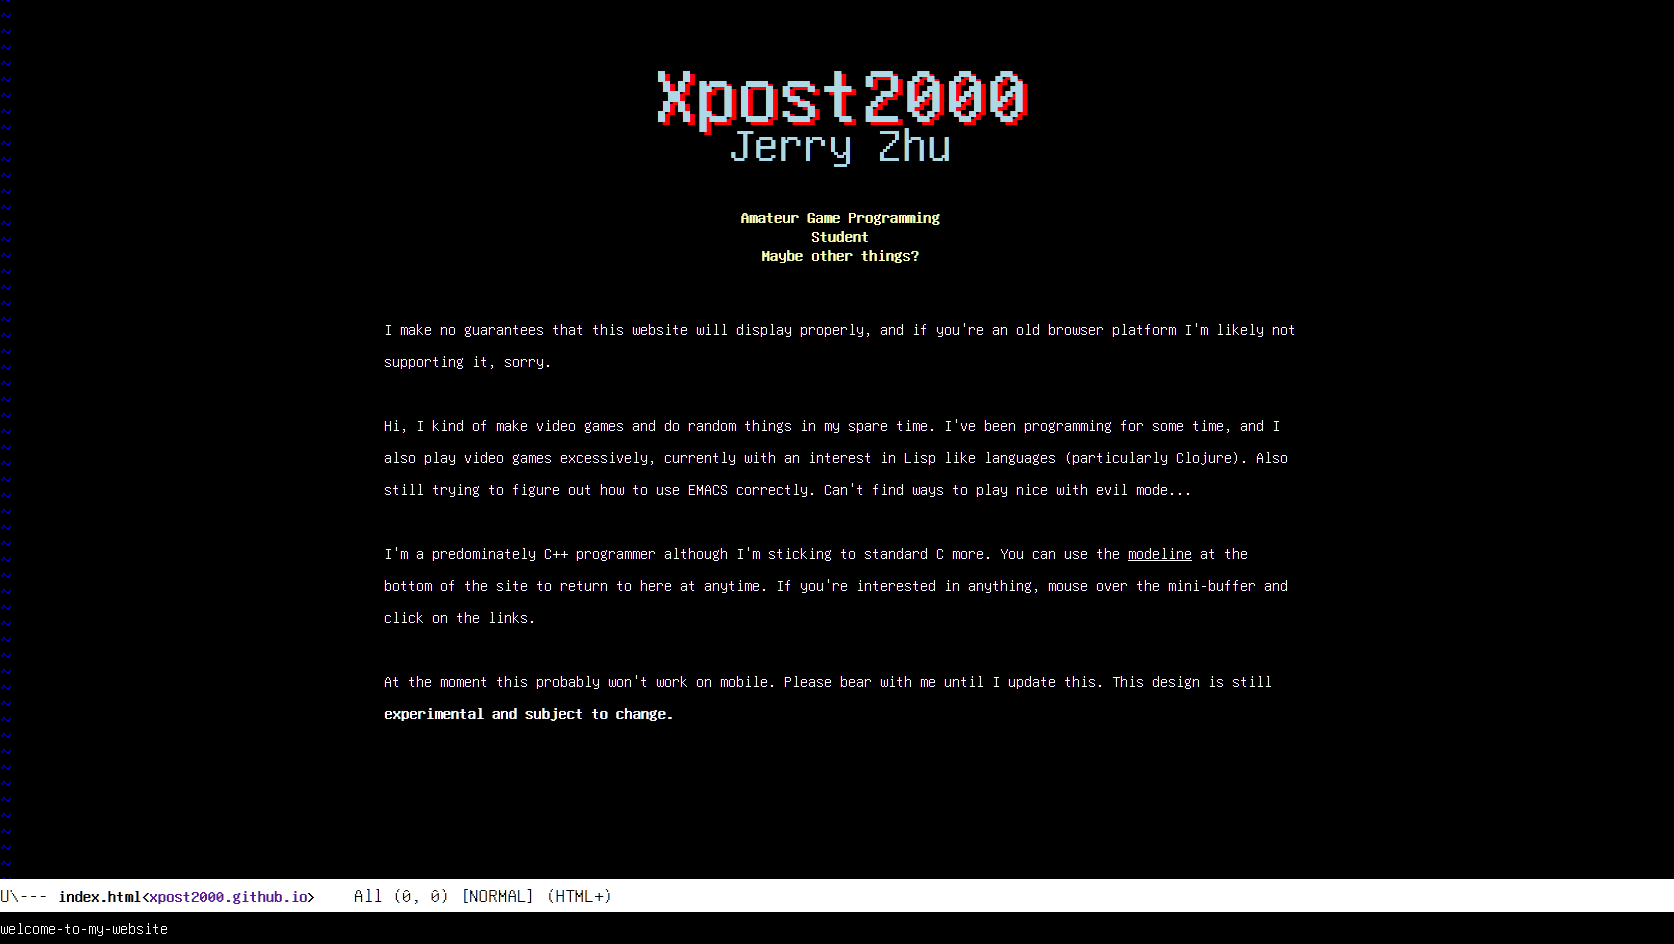 Xpost2000
Jerry Zhu
Amateur Game Programming
Student
Maybe other things?
I make no guarantees that this website will display properly, and if you're an old browser platform I'm likely not
supporting it, sorry.
Hi, I kind of make video games and do random things in my spare time. I've been programming for some time, and I
also play video games excessively, currently with an interest in Lisp like languages (particularly Clojure). Also
still trying to figure out how to use EMACS correctly. Can't find ways to play nice with evil mode...
I'm a predominately C++ programmer although I'm sticking to standard C more. You can use the modeline at the
bottom of the site to return to here at anytime. If you're interested in anything, mouse over the mini-buffer and
click on the links.
At the moment this probably won't work on mobile. Please bear with me until I update this. This design is still
experimental and subject to change.
U\--- index.html<xpost2000.github.io> All (0, 0) [NORMAL] (HTML+)
welcome-to-my-website